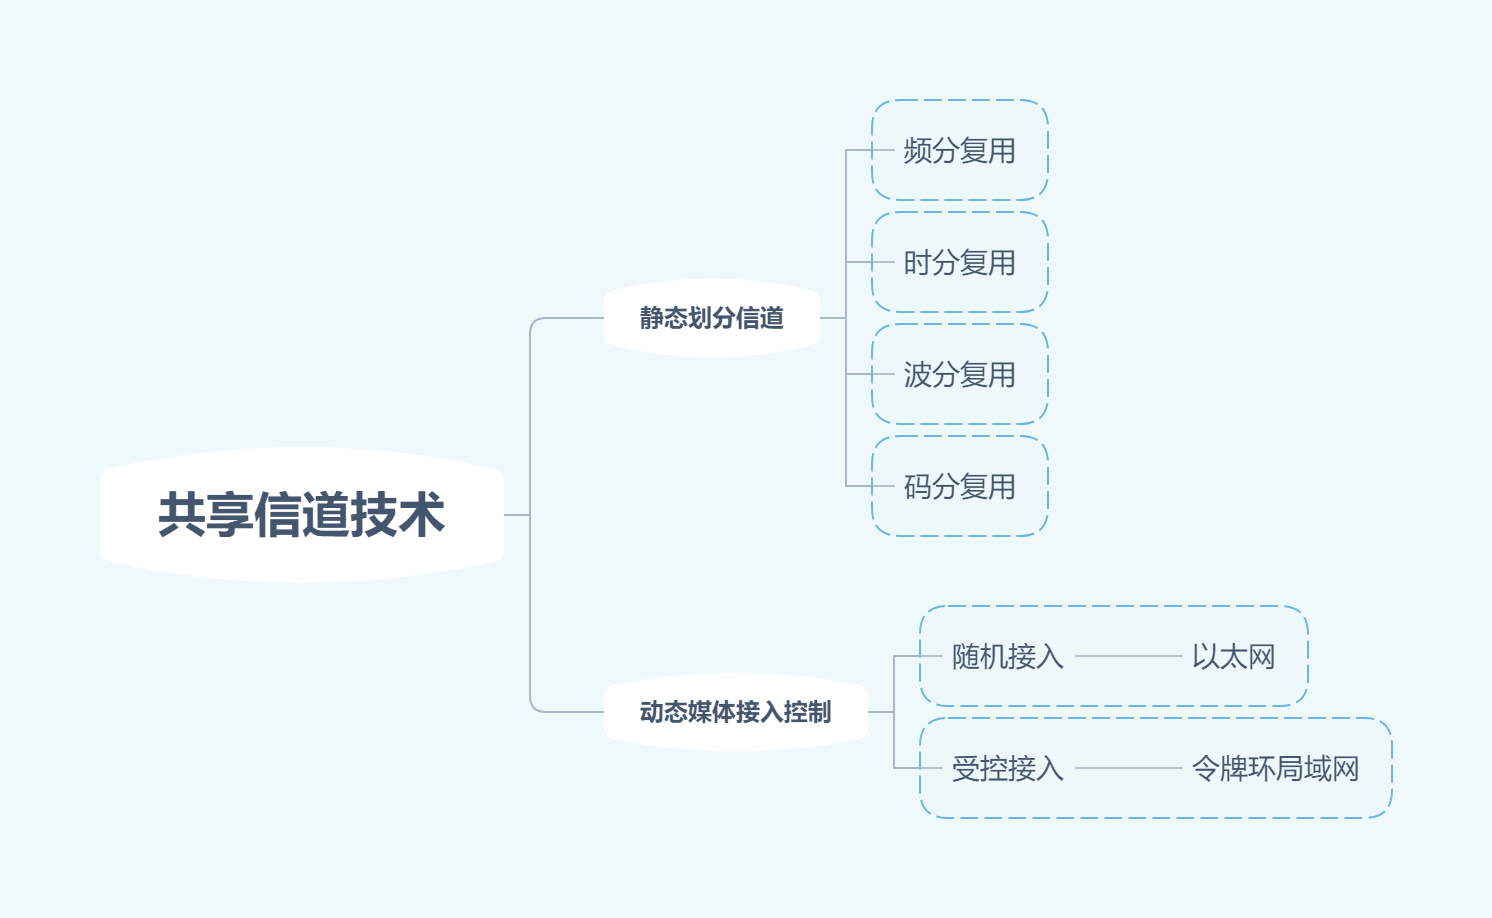 共享信道技术
静态划分信道
频分复用
时分复用
波分复用
码分复用
动态媒体接入控制
随机接入
以太网
受控接入
令牌环局域网